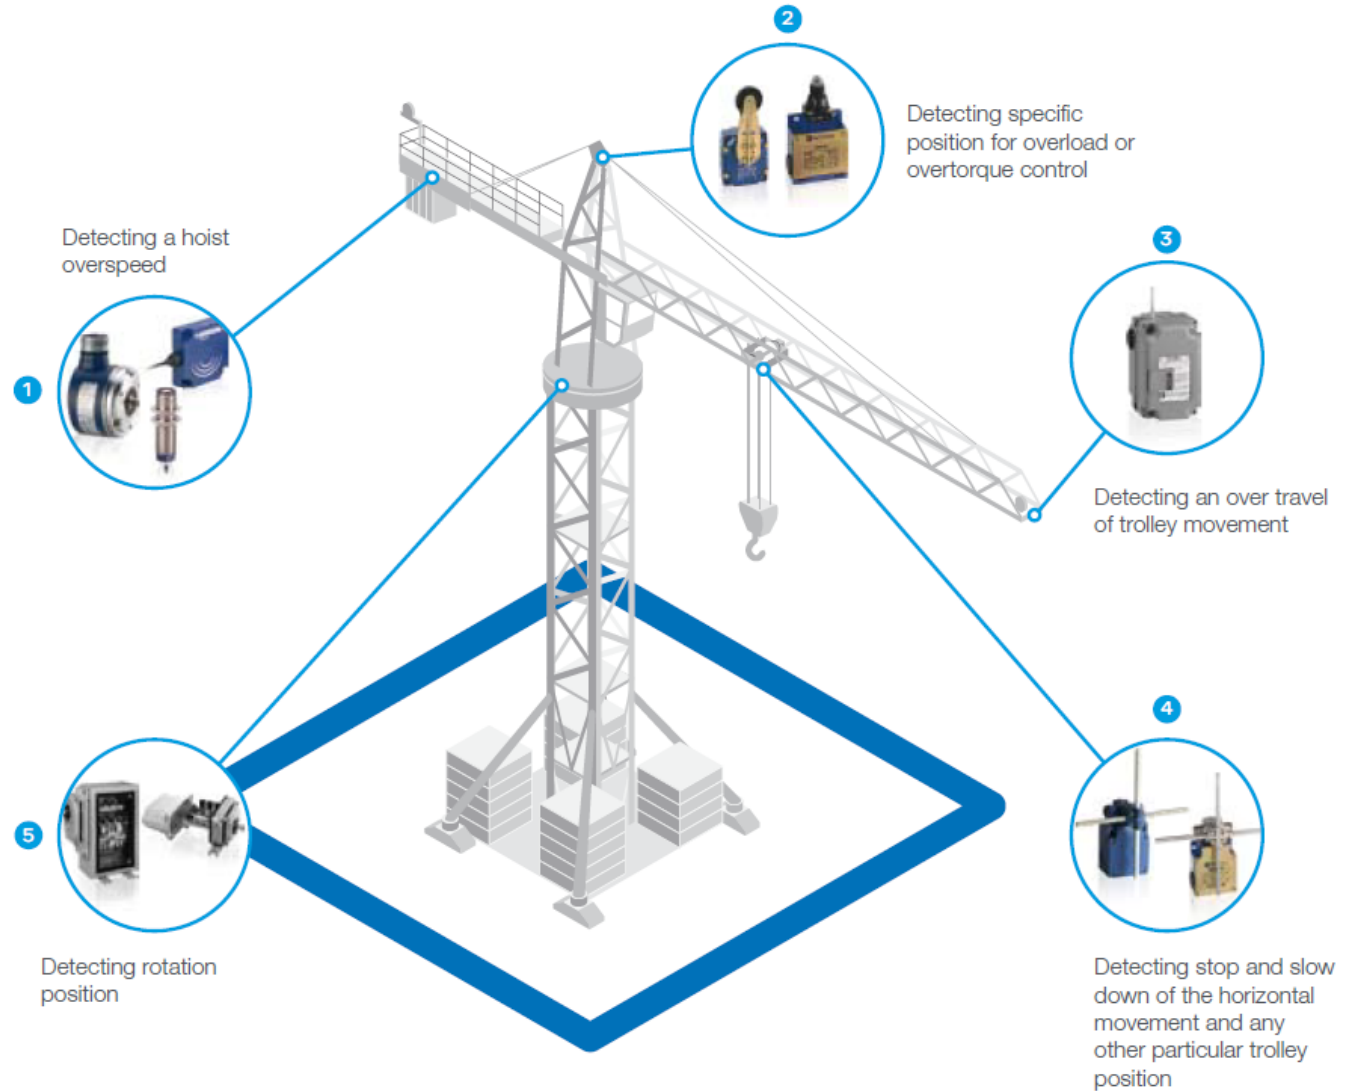 2
Detecting specific
position for overload or
overtorque control
Detecting a hoist
overspeed
1
3
Detecting an over travel
of trolley movement
4
Detecting stop and slow
down of the horizontal
movement and any
other particular trolley
position
5
Detecting rotation
position